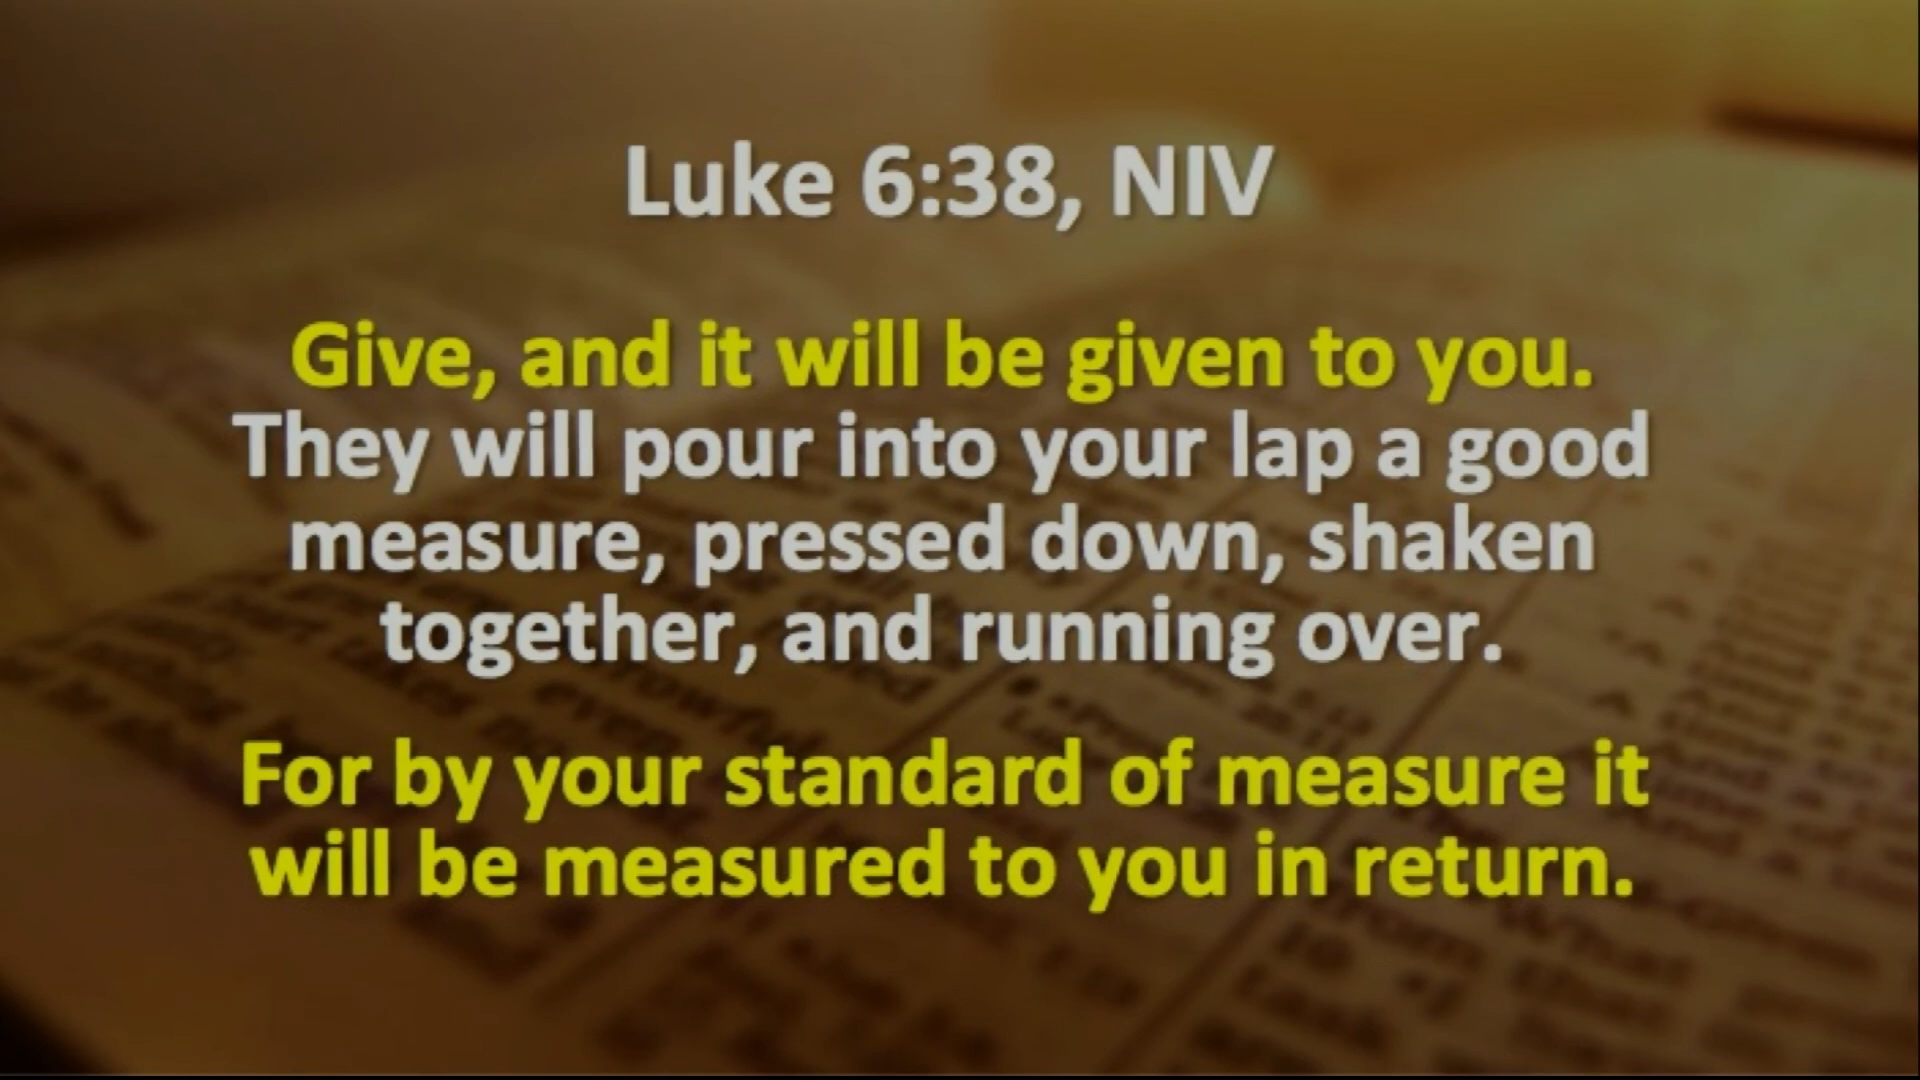 Luke 6:38, NIV
Give, and it will be given to you.
They will pour into your lap a good
measure, pressed down, shaken
together, and running over.
For by your standard of measure it
will be measured to you in return.